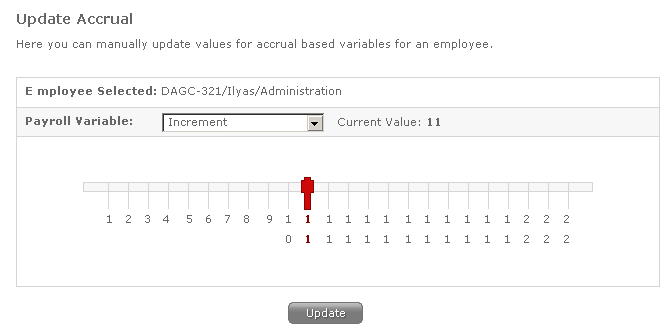 Update Accrual
Here you can manually update values for accrual based variables for an employee.
E mployee Selected: DAGC-321/Ilyas/Administration
Payroll Variable: Increment Current Value: 11
1 2 3 4 5 6 7 8 9 1 1 1 1 1 1 1 1 1 1 1 1 2 2 2
0 1 1 1 1 1 1 1 1 1 1 1 2 2 2
Update